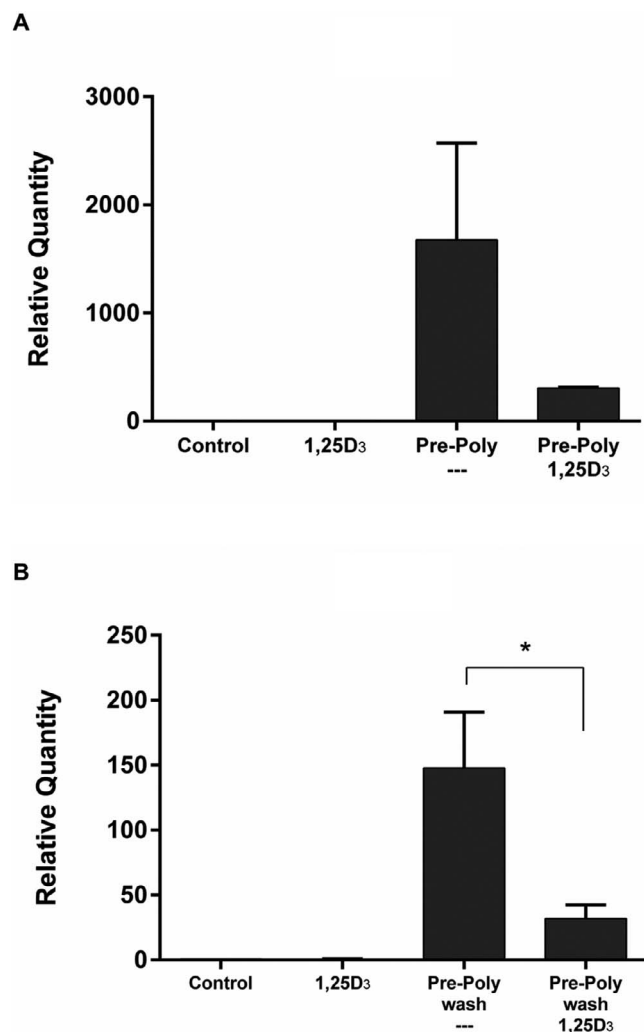 A
Relative Quantity
3000
2000
1000
0
Control 1,25D3 Pre-Poly Pre-Poly
--- 1,25D3
B
Relative Quantity
250
200
150
100
50
0
*
Control 1,25D3 Pre-Poly Pre-Poly
wash wash
--- 1,25D3